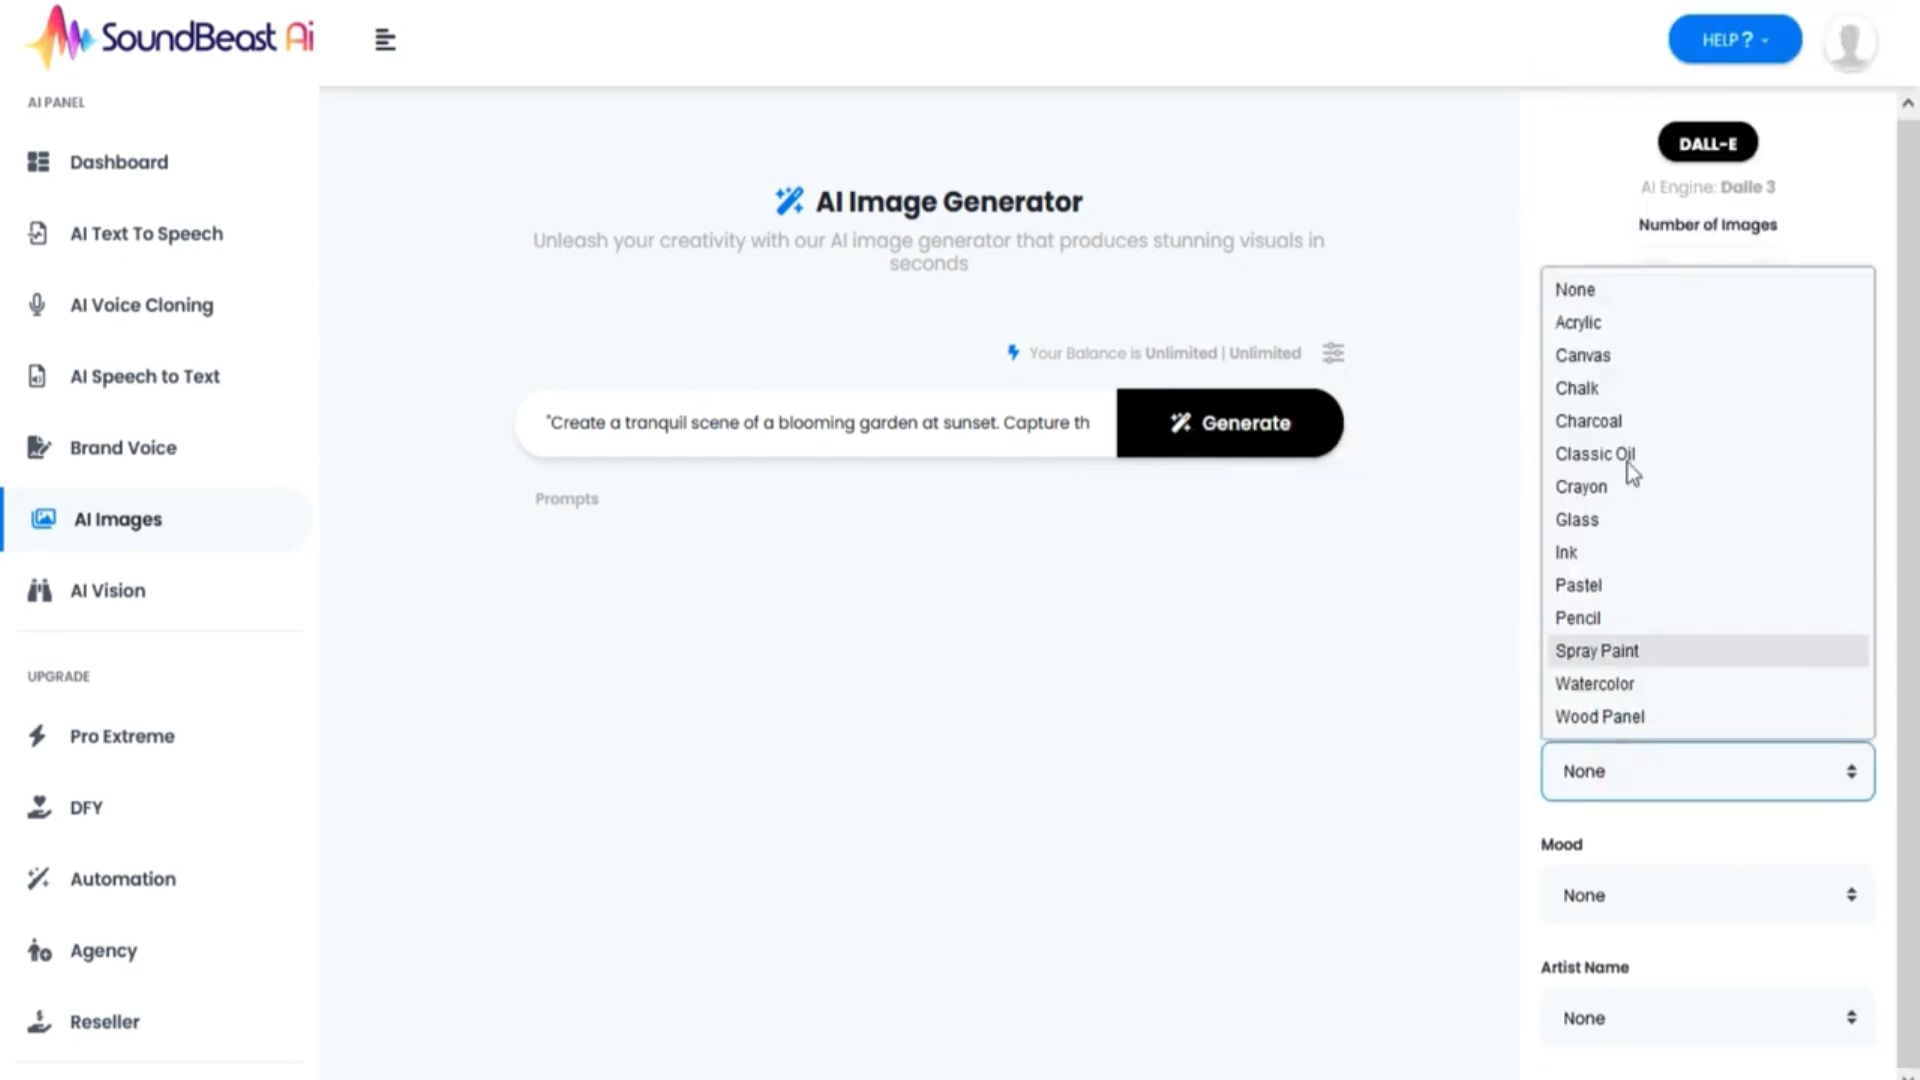 SoundBeast Ai
HELP ?
AI PANEL
Dashboard
AI Text To Speech
AI Voice Cloning
AI Speech to Text
Brand Voice
AI Images
AI Vision
UPGRADE
Pro Extreme
DFY
Automation
Agency
Reseller
AI Image Generator
Unleash your creativity with our AI image generator that produces stunning visuals in
seconds
Your Balance is Unlimited | Unlimited
"Create a tranquil scene of a blooming garden at sunset. Capture th
Generate
Prompts
DALL-E
AI Engine: Dalle 3
Number of Images
None
Acrylic
Canvas
Chalk
Charcoal
Classic Oil
Crayon
Glass
Ink
Pastel
Pencil
Spray Paint
Watercolor
Wood Panel
None
Mood
None
Artist Name
None